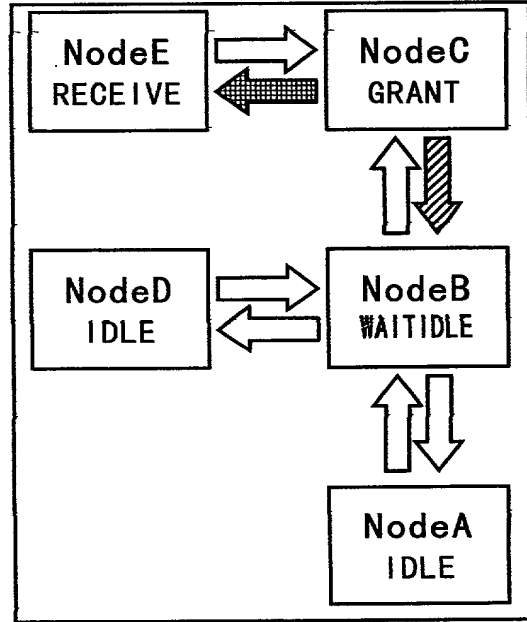 NodeE
RECEIVE
NodeC
GRANT
NodeD
IDLE
NodeB
WAITIDLE
NodeA
IDLE